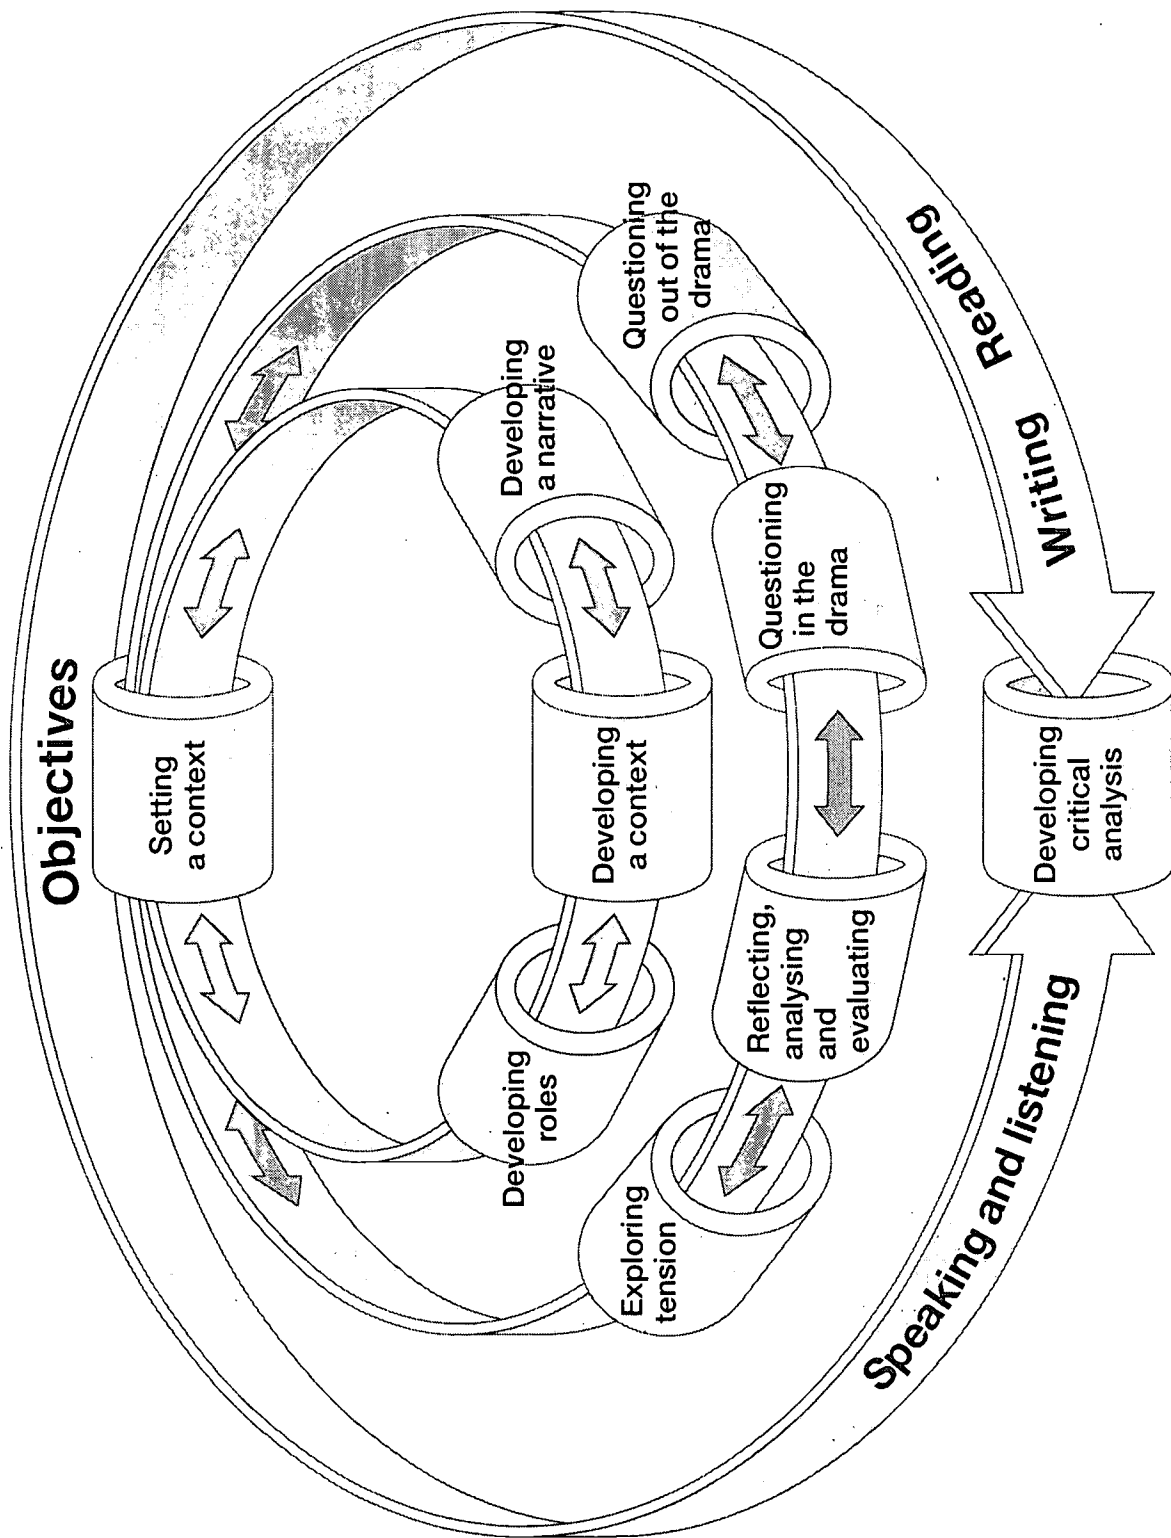 Objectives
Setting
a context
Developing
roles
Developing
a context
Developing
a narrative
Exploring
tension
Reflecting,
analysing
and
evaluating
Questioning
in the
drama
Questioning
out of the
drama
Speaking and listening
Developing
critical
analysis
Writing
Reading